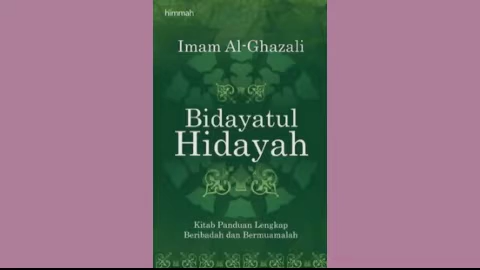 himmah
Imam Al-Ghazali
Bidayatul
Hidayah
Kitab Panduan Lengkap
Beribadah dan Bermuamalah